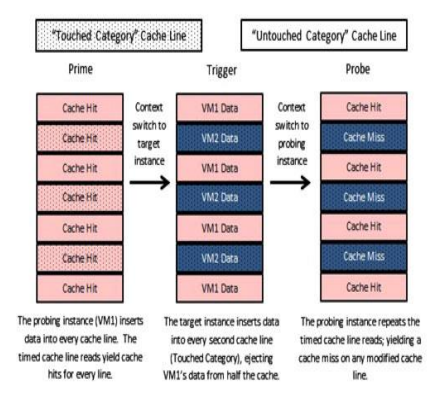 "Touched Category" Cache Line
"Untouched Category" Cache Line
Prime
Trigger
Probe
Cache Hit
Cache Hit
Cache Hit
Cache Hit
Cache Hit
Cache Hit
Cache Hit
Context
switch to
target
instance
VM1 Data
VM2 Data
VM1 Data
VM2 Data
VM1 Data
VM2 Data
VM1 Data
Context
switch to
probing
instance
Cache Hit
Cache Miss
Cache Hit
Cache Miss
Cache Hit
Cache Miss
Cache Hit
The probing instance (VM1) inserts
data into every cache line. The
timed cache line reads yield cache
hits for every line.
The target instance inserts data
into every second cache line
(Touched Category), ejecting
VM1's data from half the cache.
The probing instance repeats the
timed cache line reads; yielding a
cache miss on any modified cache
line.